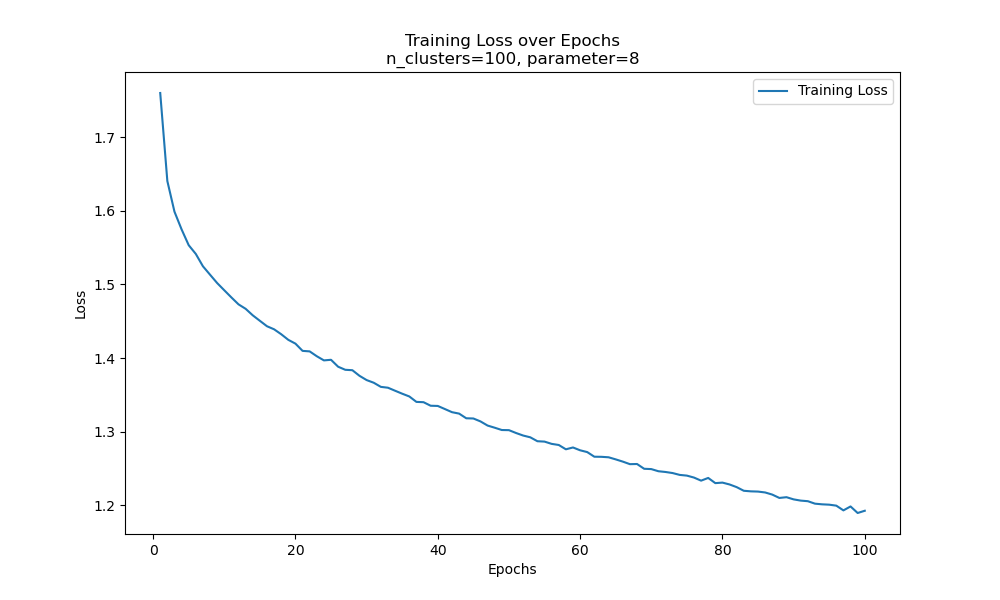 Training Loss over Epochs
n_clusters=100, parameter=8
Training Loss
Loss
1.7
1.6
1.5
1.4
1.3
1.2
0 20 40 60 80 100
Epochs